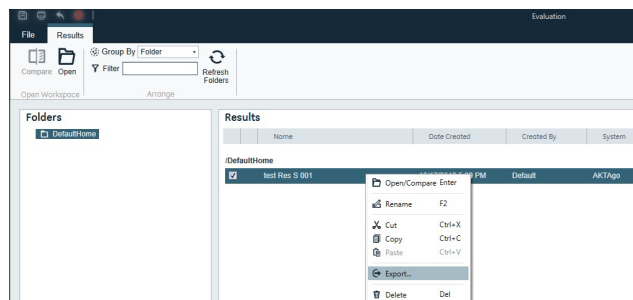 Evaluation
File Results
Compare Open
Group By Folder
Filter
Refresh
Folders
Open Workspace Arrange
Folders
DefaultHome
Results
Name Date Created Created By System
/DefaultHome
test Res S 001 PM Default AKTAgo
Open/Compare Enter
Rename F2
Cut Ctrl+X
Copy Ctrl+C
Paste Ctrl+V
Export...
Delete Del